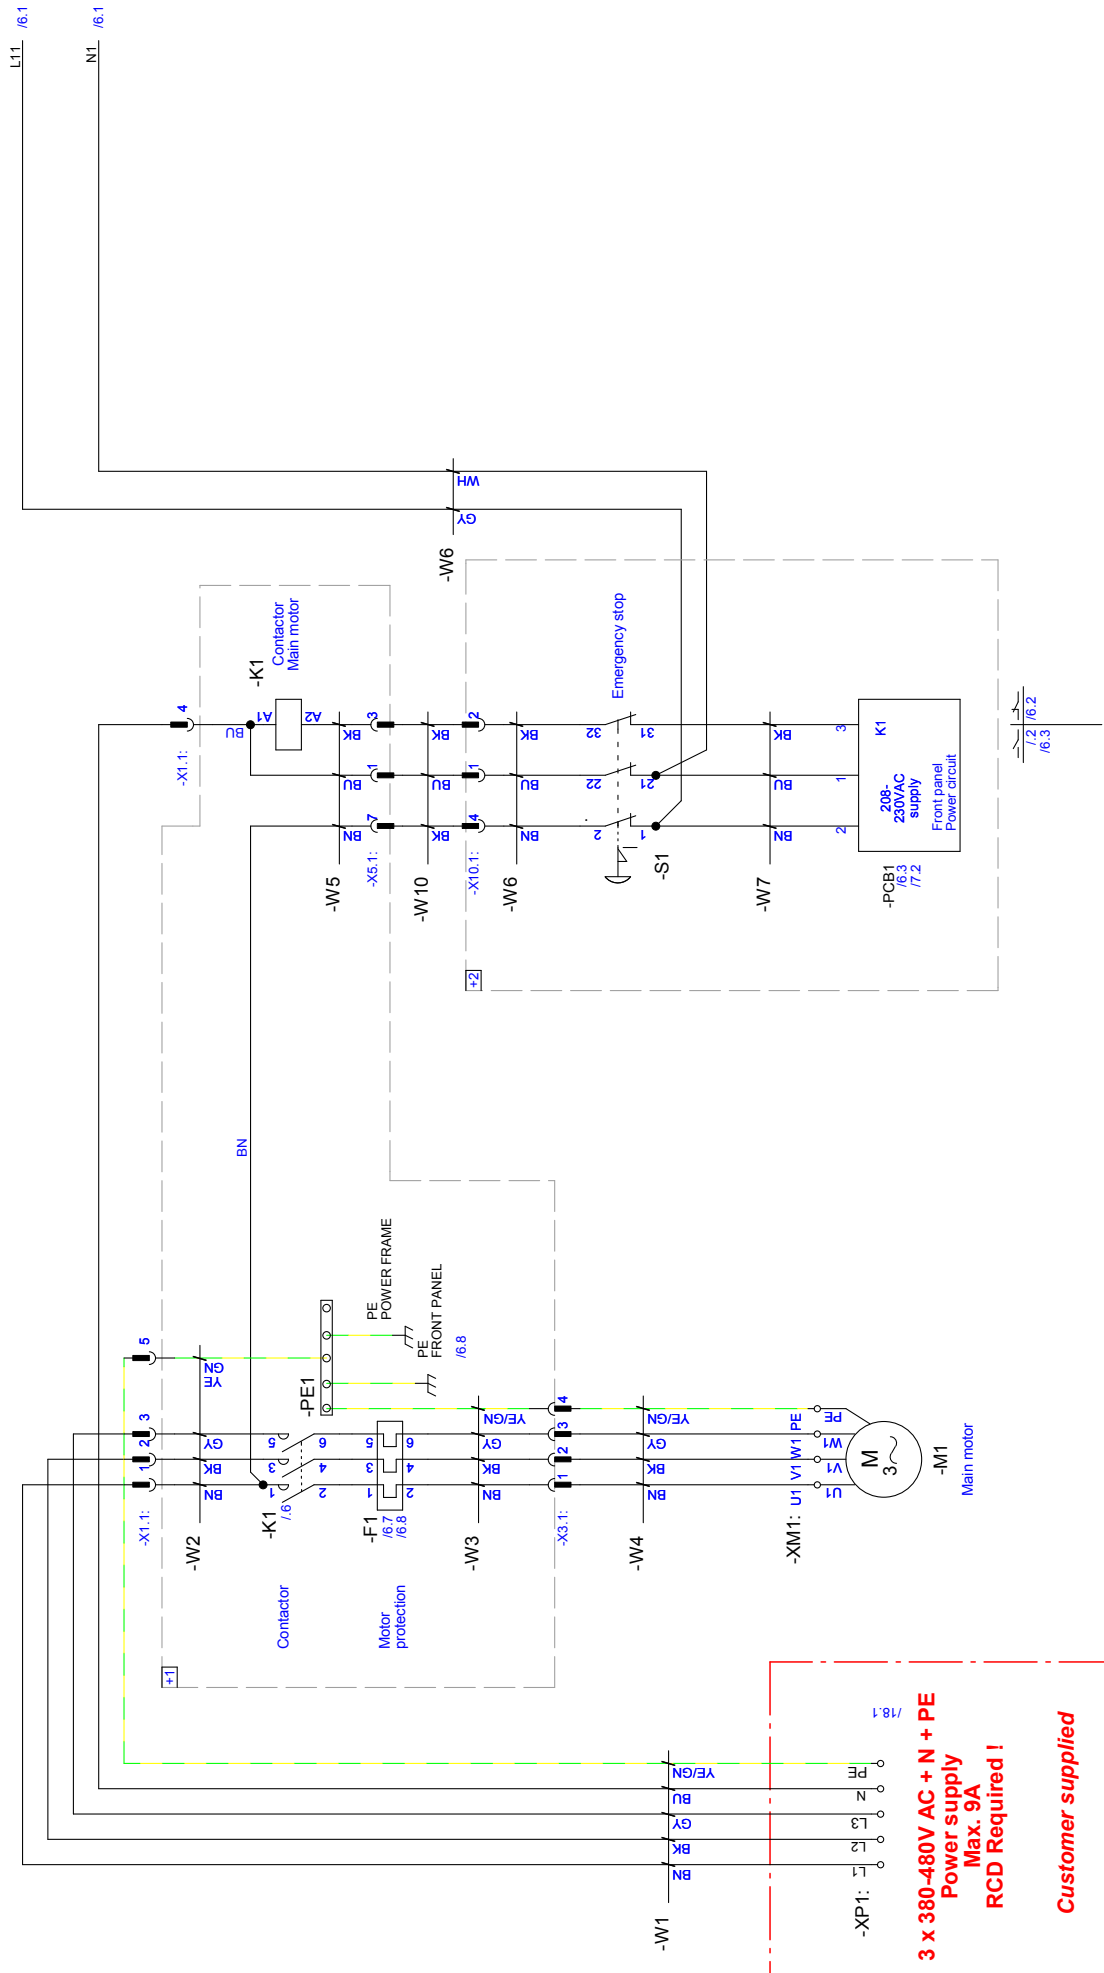 L11 /6.1
N1 /6.1
-X1.1:
1
2
3
5
-X1.1:
4
-W6
GY
WH
+1
-W2
BN
BK
GY
YE
GN
BN
BU
-K1
Contactor
Main motor
A1
A2
Contactor
-K1
/.6
1
3
5
2
4
6
-PE1
PE
POWER FRAME
PE
FRONT PANEL
/6.8
Motor
protection
-F1
/6.7
/6.8
1
3
5
2
4
6
-W5
BN
BU
BK
-X5.1:
7
1
3
-W10
BK
BU
BK
-X10.1:
4
1
2
+2
-W3
BN
BK
GY
YE/GN
-X3.1:
1
2
3
4
-W6
BN
BU
BK
Emergency stop
2
22
32
1
21
31
-S1
-W4
BN
BK
GY
YE/GN
-W7
BN
BU
BK
-XM1:
U1
V1
W1
PE
U1
V1
W1
PE
M
3
-M1
Main motor
2
1
3
-PCB1
/6.3
/7.2
K1
208-
230VAC
supply
Front panel
Power circuit
/.2
/6.3
/6.2
-W1
BN
BK
GY
BU
YE/GN
-XP1:
L1
L2
L3
N
PE
/18.1
3 x 380-480V AC + N + PE
Power supply
Max. 9A
RCD Required !
Customer supplied